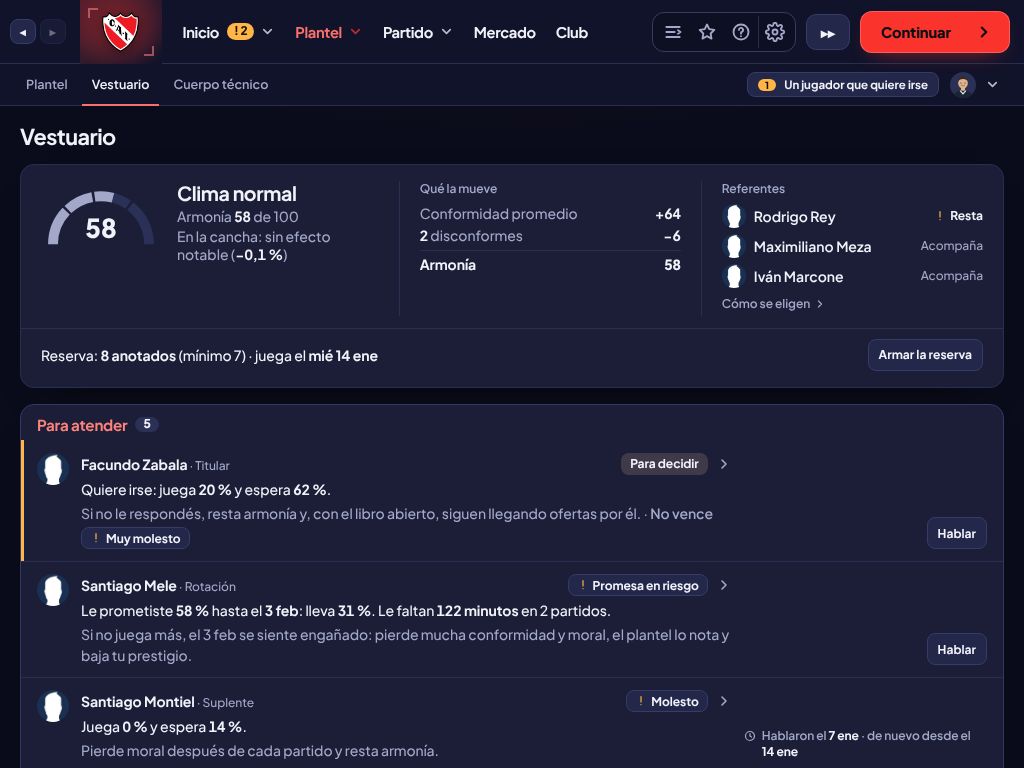 C.A.I.
Inicio ! 2
Plantel
Partido
Mercado
Club
Continuar
Plantel
Vestuario
Cuerpo técnico
1 Un jugador que quiere irse
Vestuario
58
Clima normal
Armonía 58 de 100
En la cancha: sin efecto
notable (−0,1 %)
Qué la mueve
Conformidad promedio +64
2 disconformes −6
Armonía 58
Referentes
Rodrigo Rey ! Resta
Maximiliano Meza Acompaña
Iván Marcone Acompaña
Cómo se eligen
Reserva: 8 anotados (mínimo 7) · juega el mié 14 ene
Armar la reserva
Para atender 5
Facundo Zabala · Titular Para decidir
Quiere irse: juega 20 % y espera 62 %.
Si no le respondés, resta armonía y, con el libro abierto, siguen llegando ofertas por él. · No vence
! Muy molesto
Hablar
Santiago Mele · Rotación ! Promesa en riesgo
Le prometiste 58 % hasta el 3 feb: lleva 31 %. Le faltan 122 minutos en 2 partidos.
Si no juega más, el 3 feb se siente engañado: pierde mucha conformidad y moral, el plantel lo nota y
baja tu prestigio.
Hablar
Santiago Montiel · Suplente ! Molesto
Juega 0 % y espera 14 %.
Pierde moral después de cada partido y resta armonía.
Hablaron el 7 ene · de nuevo desde el
14 ene